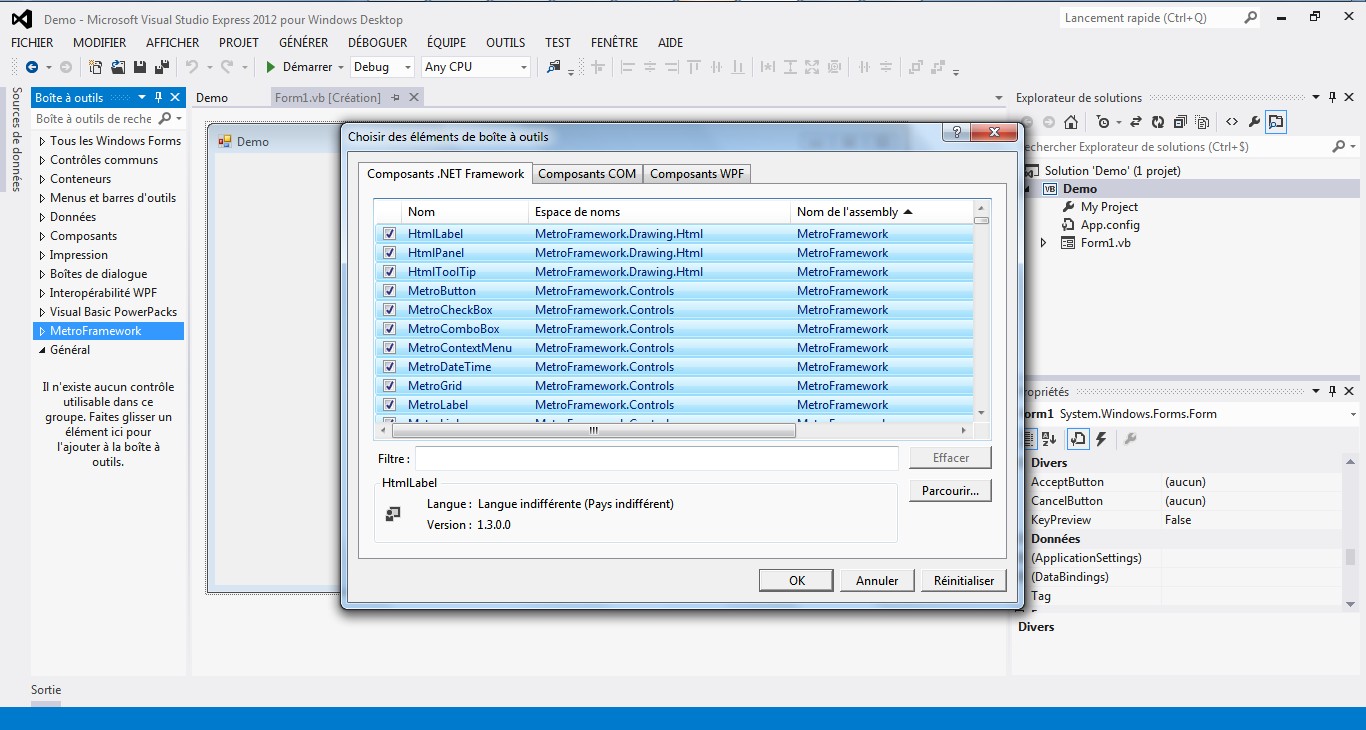 Demo - Microsoft Visual Studio Express 2012 pour Windows Desktop
Lancement rapide (Ctrl+Q)
FICHIER MODIFIER AFFICHER PROJET GÉNÉRER DÉBOGUER ÉQUIPE OUTILS TEST FENÊTRE AIDE
Démarrer Debug Any CPU
Sources de données
Boîte à outils
Boîte à outils de reche
Tous les Windows Forms
Contrôles communs
Conteneurs
Menus et barres d'outils
Données
Composants
Impression
Boîtes de dialogue
Interopérabilité WPF
Visual Basic PowerPacks
MetroFramework
Général
Il n'existe aucun contrôle
utilisable dans ce
groupe. Faites glisser un
élément ici pour
l'ajouter à la boîte à
outils.
Demo Form1.vb [Création]
Demo
Choisir des éléments de boîte à outils
Composants .NET Framework Composants COM Composants WPF
Nom Espace de noms Nom de l'assembly
HtmlLabel MetroFramework.Drawing.Html MetroFramework
HtmlPanel MetroFramework.Drawing.Html MetroFramework
HtmlToolTip MetroFramework.Drawing.Html MetroFramework
MetroButton MetroFramework.Controls MetroFramework
MetroCheckBox MetroFramework.Controls MetroFramework
MetroComboBox MetroFramework.Controls MetroFramework
MetroContextMenu MetroFramework.Controls MetroFramework
MetroDateTime MetroFramework.Controls MetroFramework
MetroGrid MetroFramework.Controls MetroFramework
MetroLabel MetroFramework.Controls MetroFramework
Filtre :
Effacer
HtmlLabel
Langue : Langue indifférente (Pays indifférent)
Version : 1.3.0.0
Parcourir...
OK Annuler Réinitialiser
Explorateur de solutions
echercher Explorateur de solutions (Ctrl+$)
Solution 'Demo' (1 projet)
VB Demo
My Project
App.config
Form1.vb
opriétés
orm1 System.Windows.Forms.Form
Divers
AcceptButton (aucun)
CancelButton (aucun)
KeyPreview False
Données
(ApplicationSettings)
(DataBindings)
Tag
Divers
Sortie